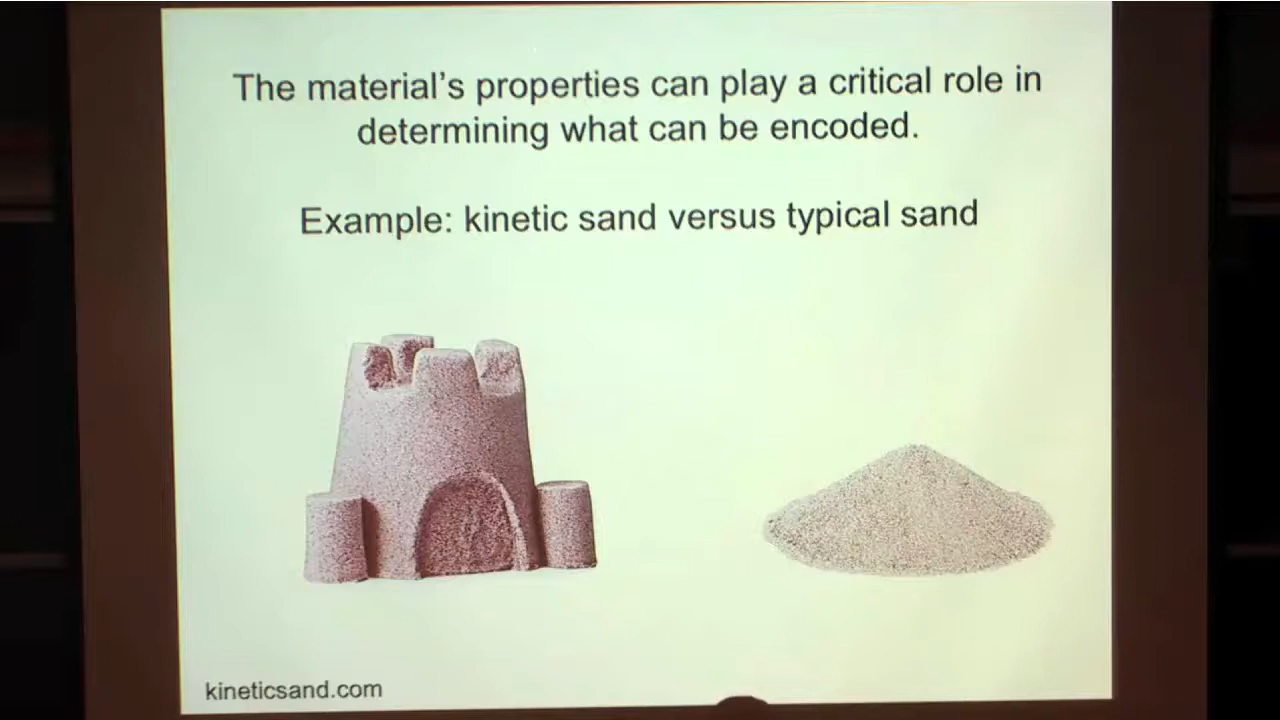 The material's properties can play a critical role in
determining what can be encoded.
Example: kinetic sand versus typical sand
kineticsand.com